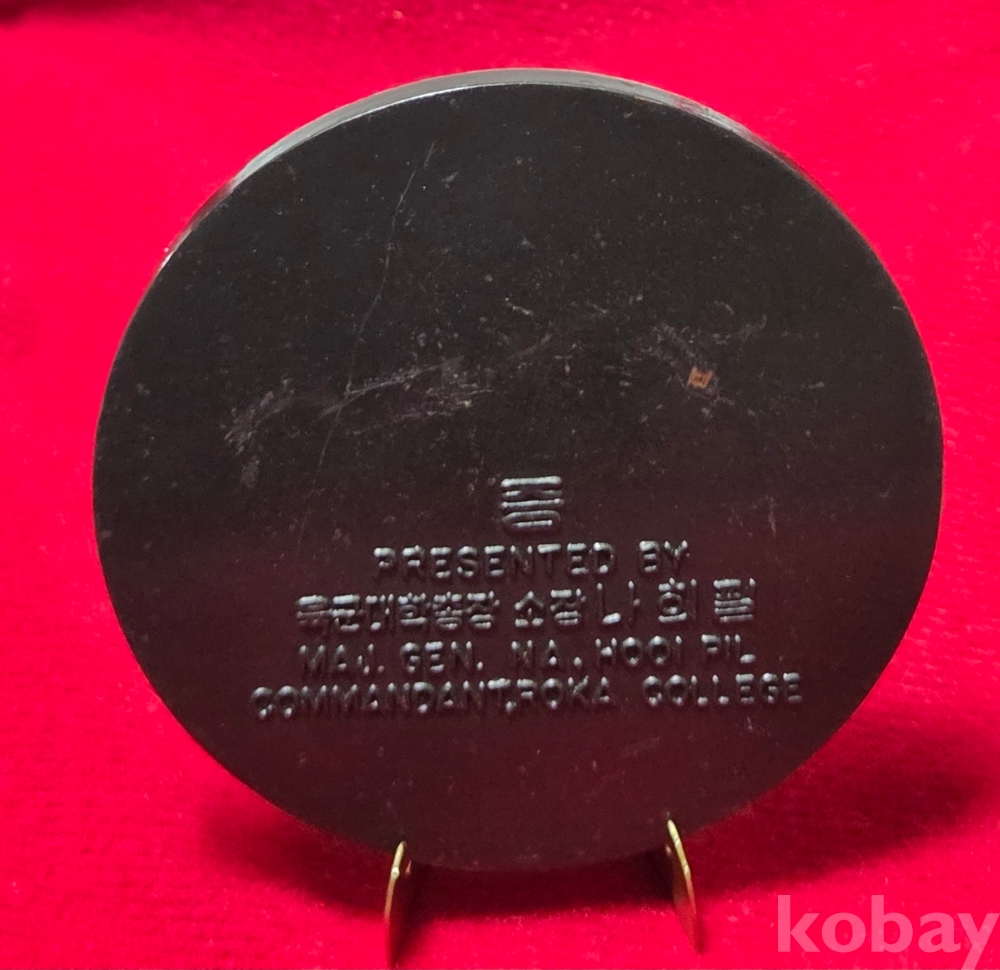 증
PRESENTED BY
육군대학총장 소장 나 희 필
MAJ. GEN. NA, HOOI PIL
COMMANDANT,ROKA COLLEGE
kobay